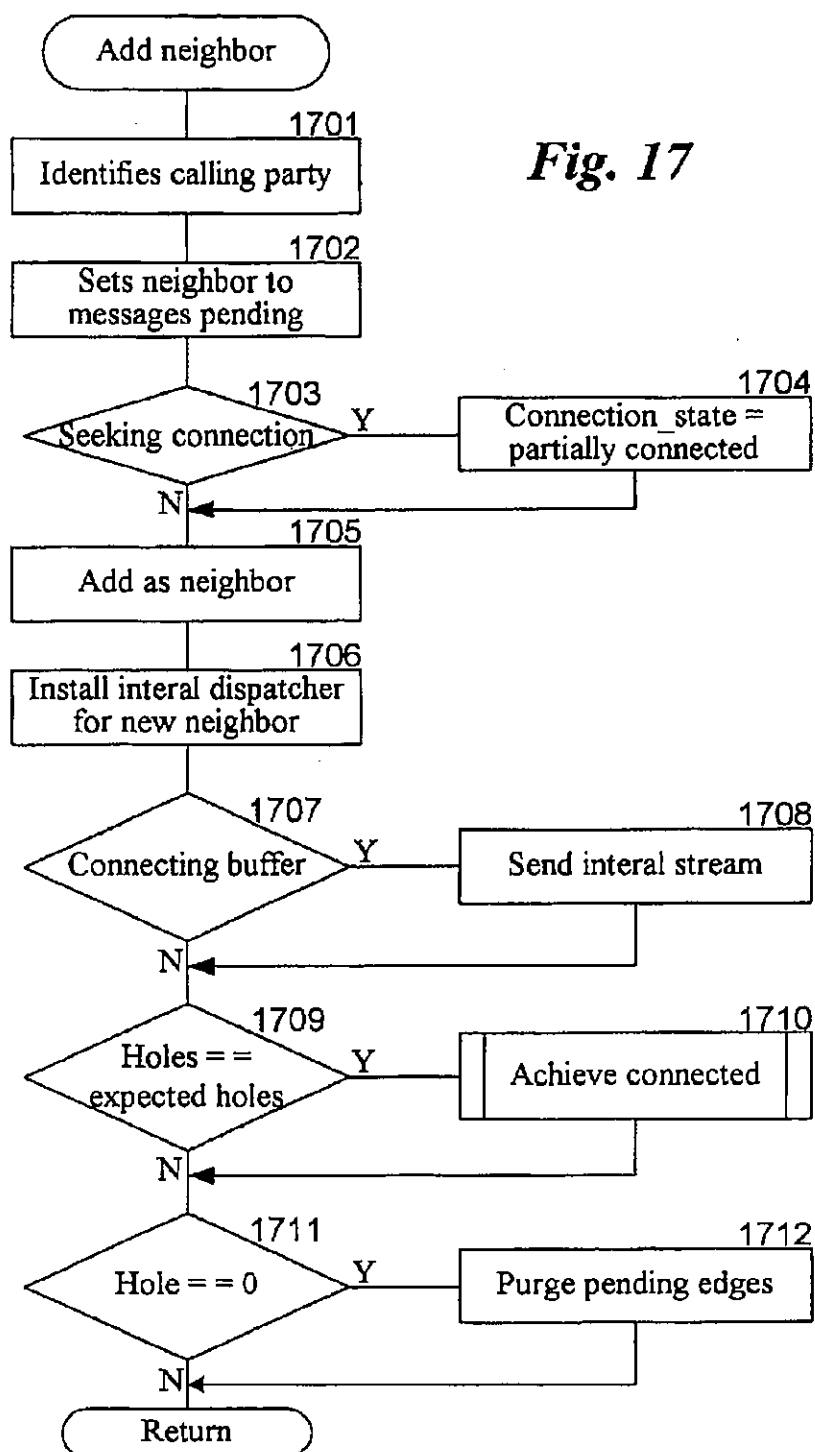 Add neighbor
Fig. 17
1701
Identifies calling party
1702
Sets neighbor to
messages pending
1703
Seeking connection
Y
N
1704
Connection_state =
partially connected
1705
Add as neighbor
1706
Install interal dispatcher
for new neighbor
1707
Connecting buffer
Y
N
1708
Send interal stream
1709
Holes = =
expected holes
Y
N
1710
Achieve connected
1711
Hole = = 0
Y
N
1712
Purge pending edges
Return